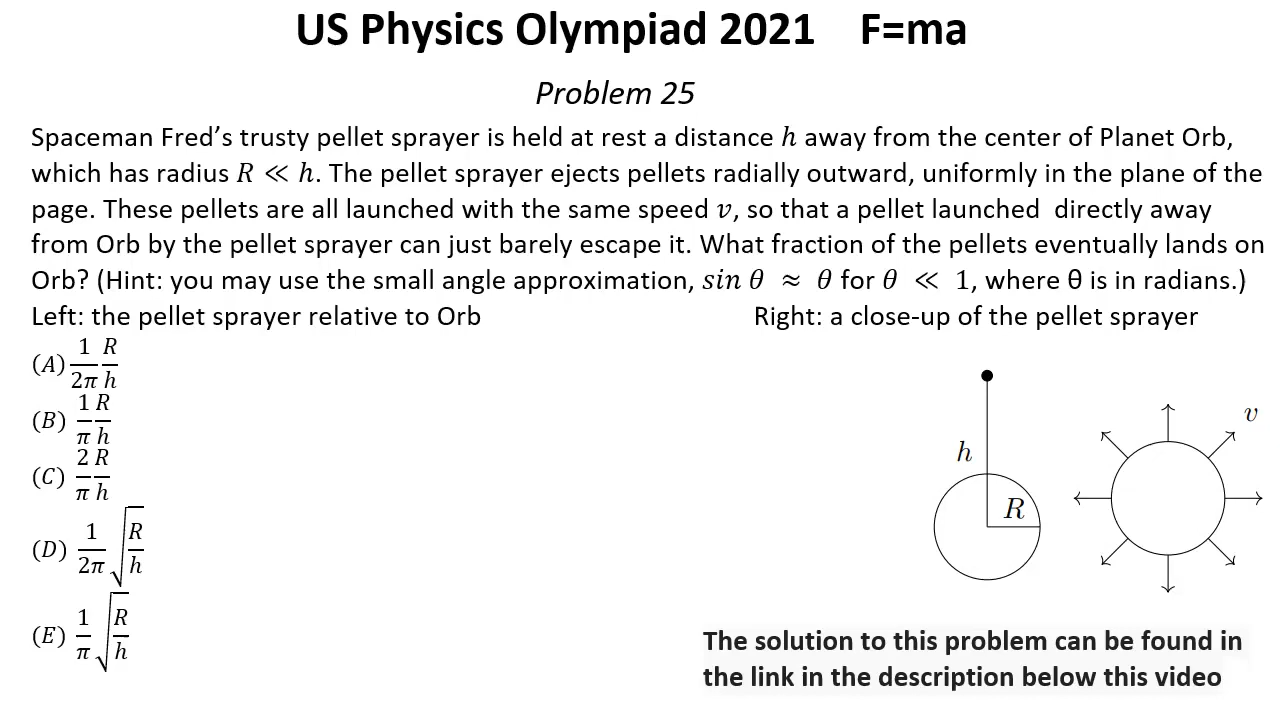 US Physics Olympiad 2021 F=ma
Problem 25
Spaceman Fred’s trusty pellet sprayer is held at rest a distance ℎ away from the center of Planet Orb,
which has radius 𝑅 ≪ ℎ. The pellet sprayer ejects pellets radially outward, uniformly in the plane of the
page. These pellets are all launched with the same speed 𝑣, so that a pellet launched directly away
from Orb by the pellet sprayer can just barely escape it. What fraction of the pellets eventually lands on
Orb? (Hint: you may use the small angle approximation, 𝑠𝑖𝑛 𝜃 ≈ 𝜃 for 𝜃 ≪ 1, where θ is in radians.)
Left: the pellet sprayer relative to Orb Right: a close-up of the pellet sprayer
(A) 1/2π R/h
(B) 1/π R/h
(C) 2/π R/h
(D) 1/2π √R/h
(E) 1/π √R/h
h
R
v
The solution to this problem can be found in
the link in the description below this video